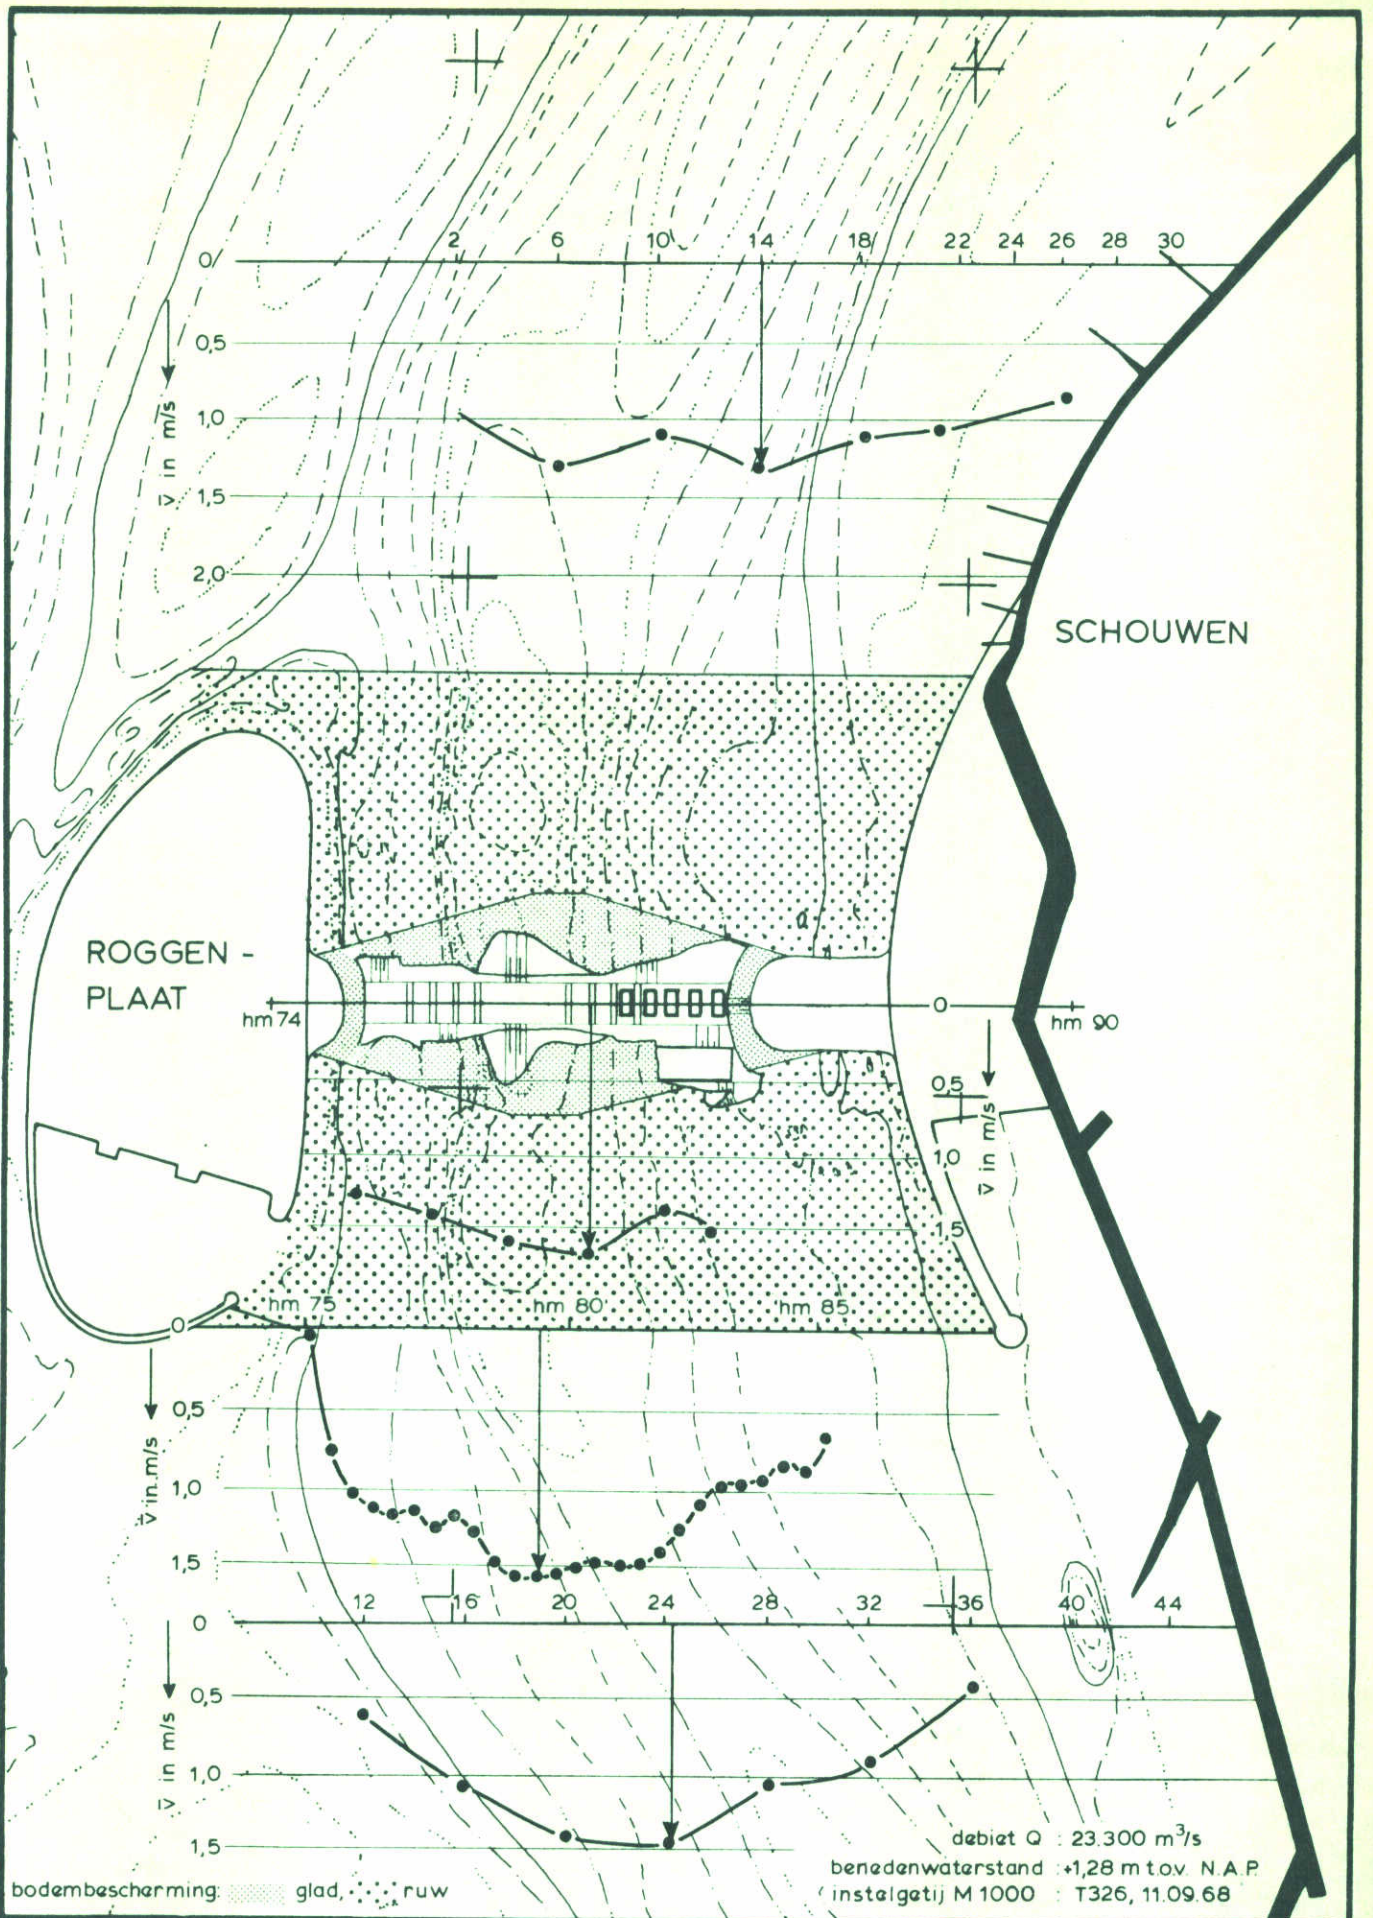 2 6 10 14 18 22 24 26 28 30
0
0,5
1,0
v̄ in m/s
1,5
2,0
SCHOUWEN
ROGGEN -
PLAAT
hm 74
0
hm 90
0,5
1,0
v̄ in m/s
1,5
hm 75 hm 80 hm 85
0
0,5
1,0
v̄ in m/s
1,5
12 16 20 24 28 32 36 40 44
0
0,5
v̄ in m/s
1,0
1,5
debiet Q : 23.300 m³/s
benedenwaterstand : +1,28 m t.o.v. N.A.P.
instelgetij M 1000 : T326, 11.09.68
bodembescherming: glad, ruw